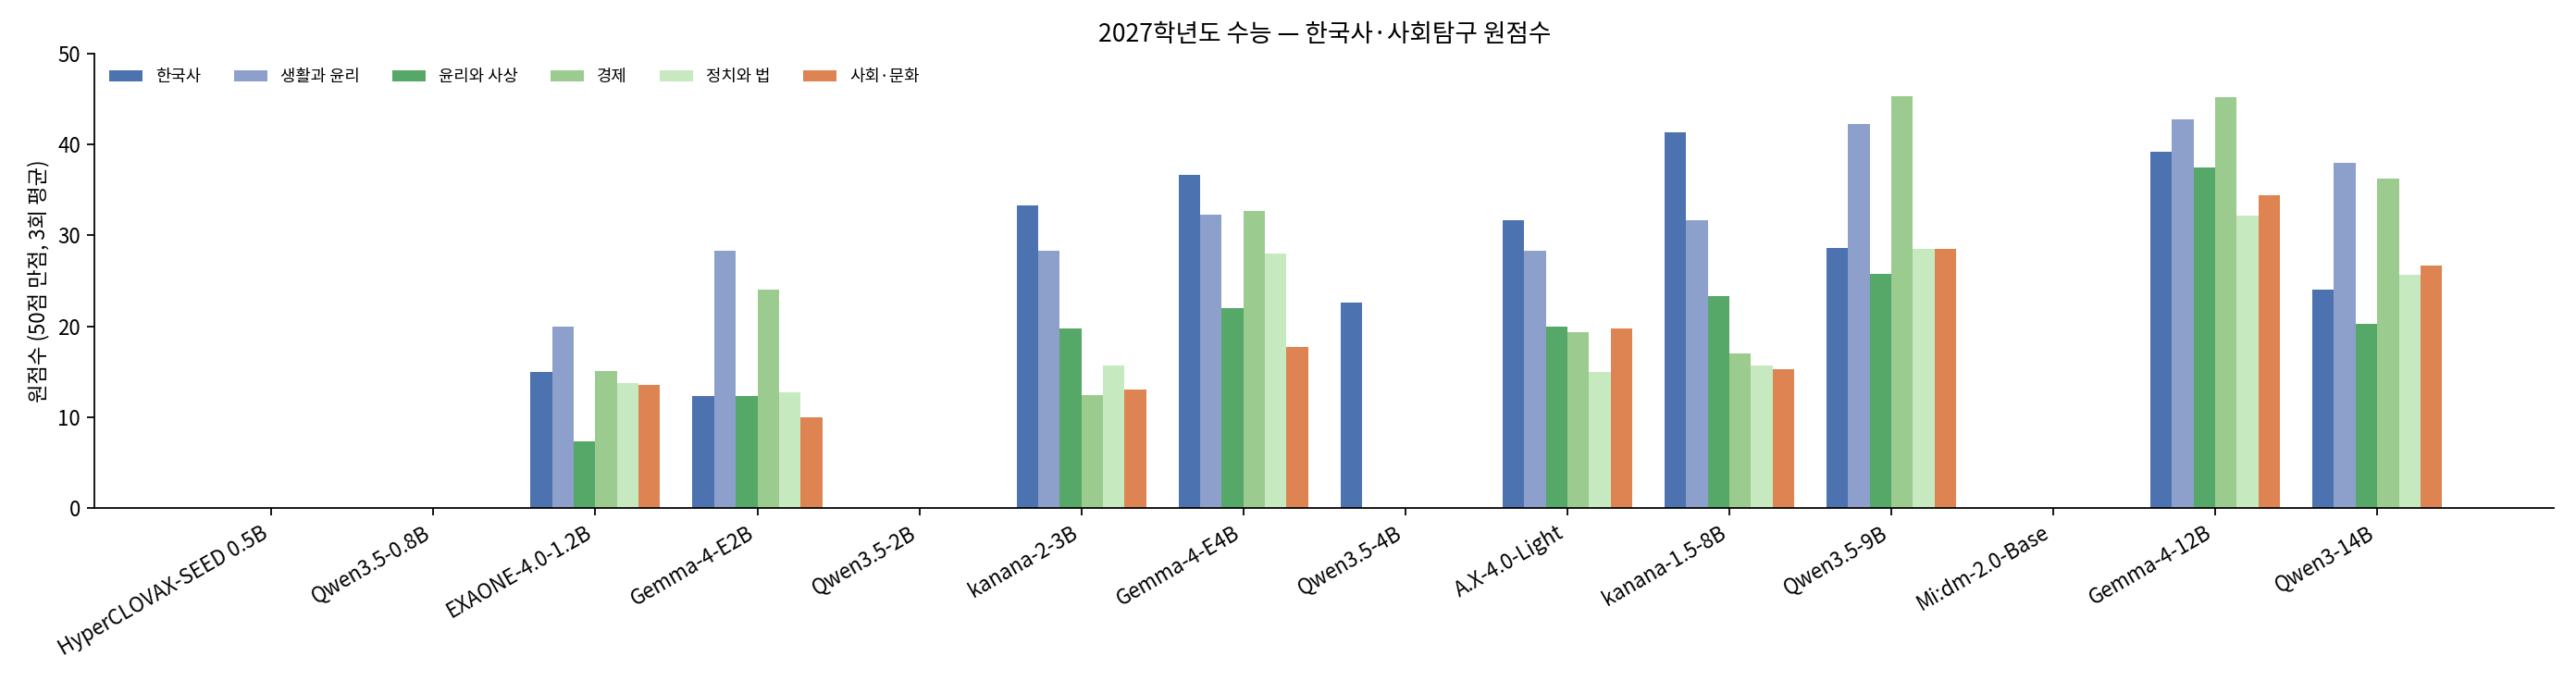 2027학년도 수능 — 한국사·사회탐구 원점수
원점수 (50점 만점, 3회 평균)
50
40
30
20
10
0
한국사 생활과 윤리 윤리와 사상 경제 정치와 법 사회·문화
HyperCLOVAX-SEED 0.5B
Qwen3.5-0.8B
EXAONE-4.0-1.2B
Gemma-4-E2B
Qwen3.5-2B
kanana-2-3B
Gemma-4-E4B
Qwen3.5-4B
A.X-4.0-Light
kanana-1.5-8B
Qwen3.5-9B
Mi:dm-2.0-Base
Gemma-4-12B
Qwen3-14B